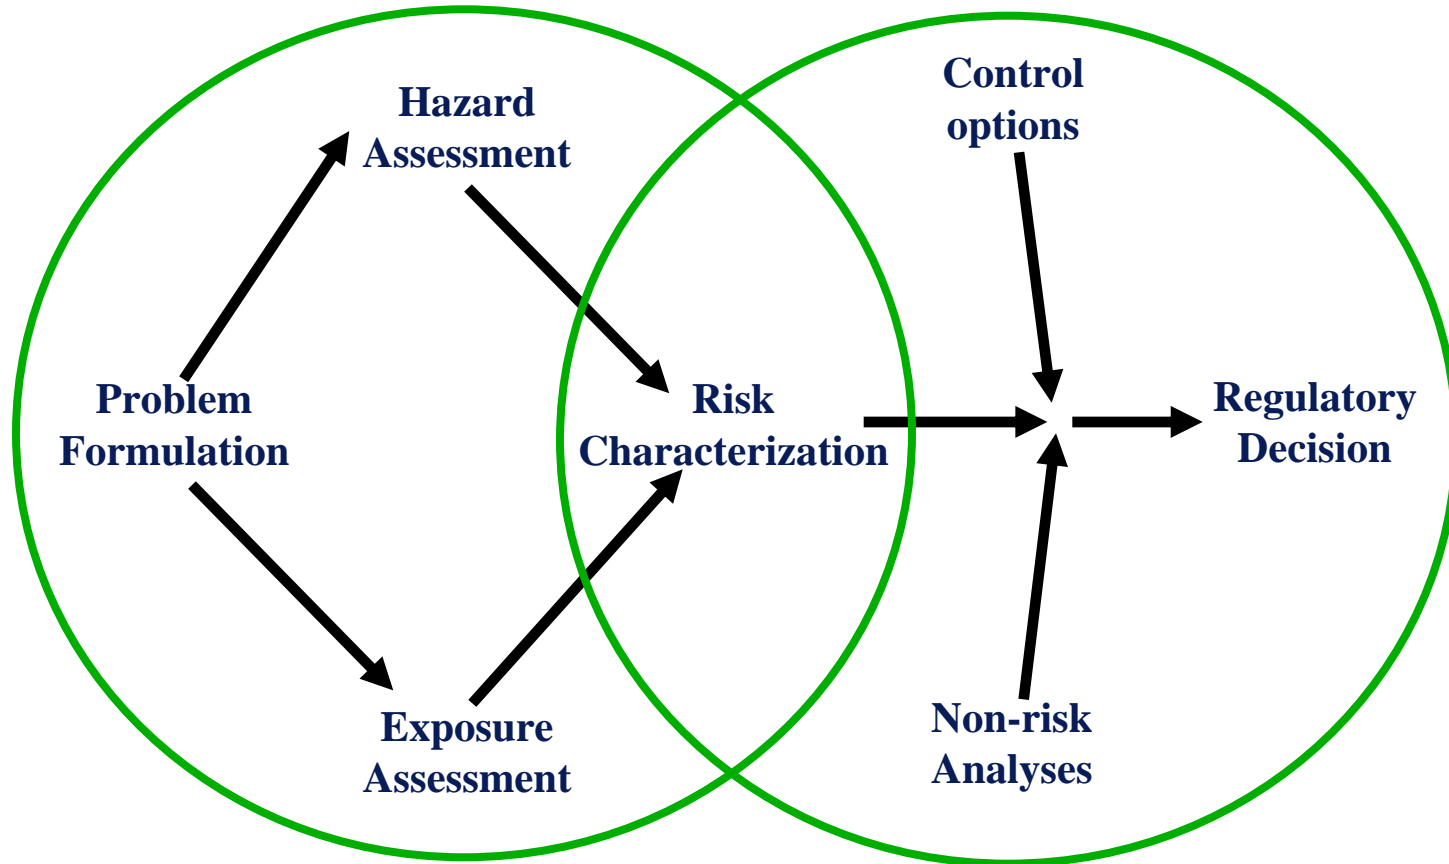 Hazard
Assessment
Control
options
Problem
Formulation
Risk
Characterization
Regulatory
Decision
Exposure
Assessment
Non-risk
Analyses